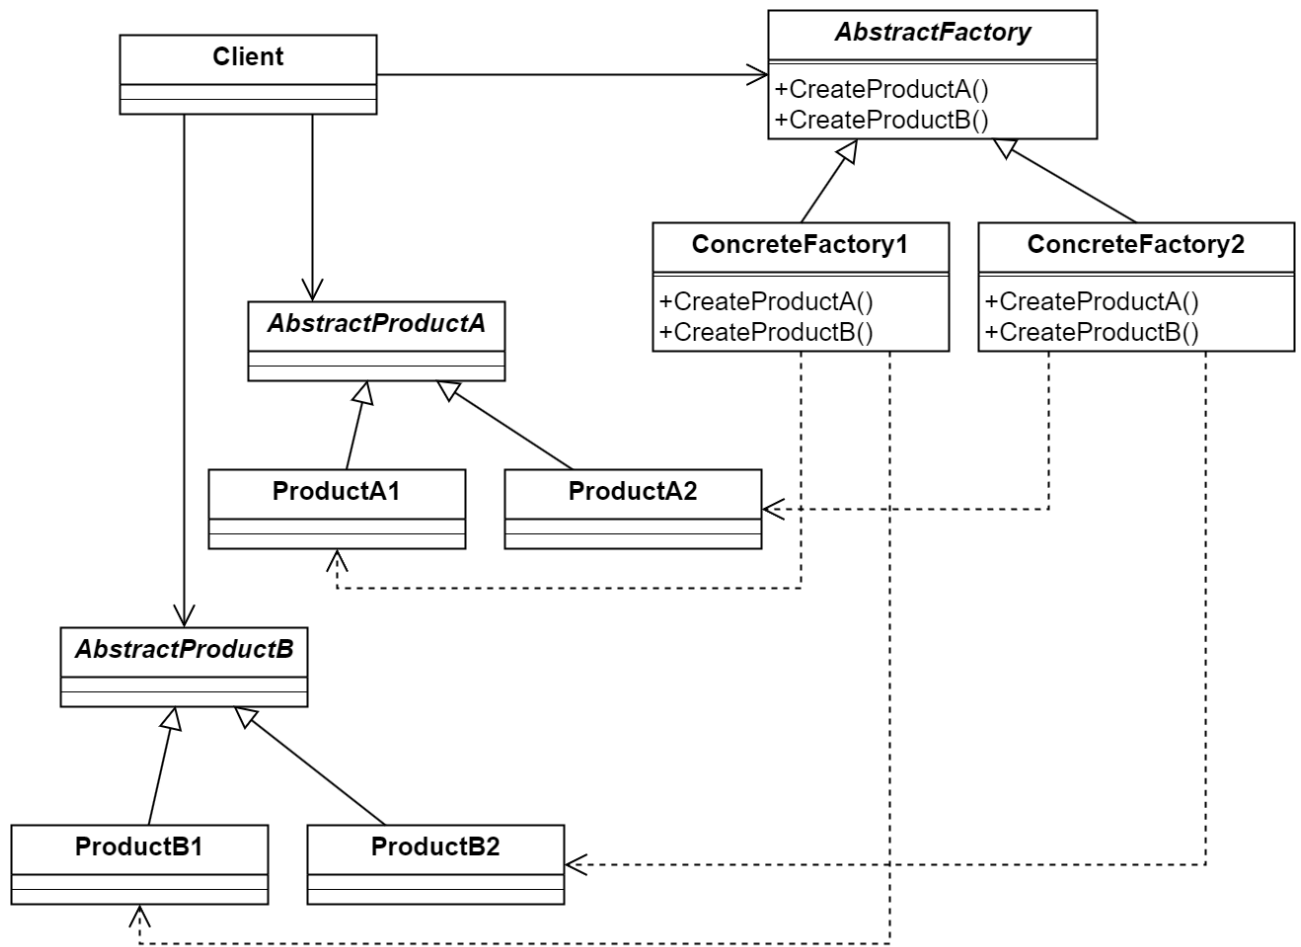 Client
AbstractFactory
+CreateProductA()
+CreateProductB()
ConcreteFactory1
+CreateProductA()
+CreateProductB()
ConcreteFactory2
+CreateProductA()
+CreateProductB()
AbstractProductA
ProductA1
ProductA2
AbstractProductB
ProductB1
ProductB2